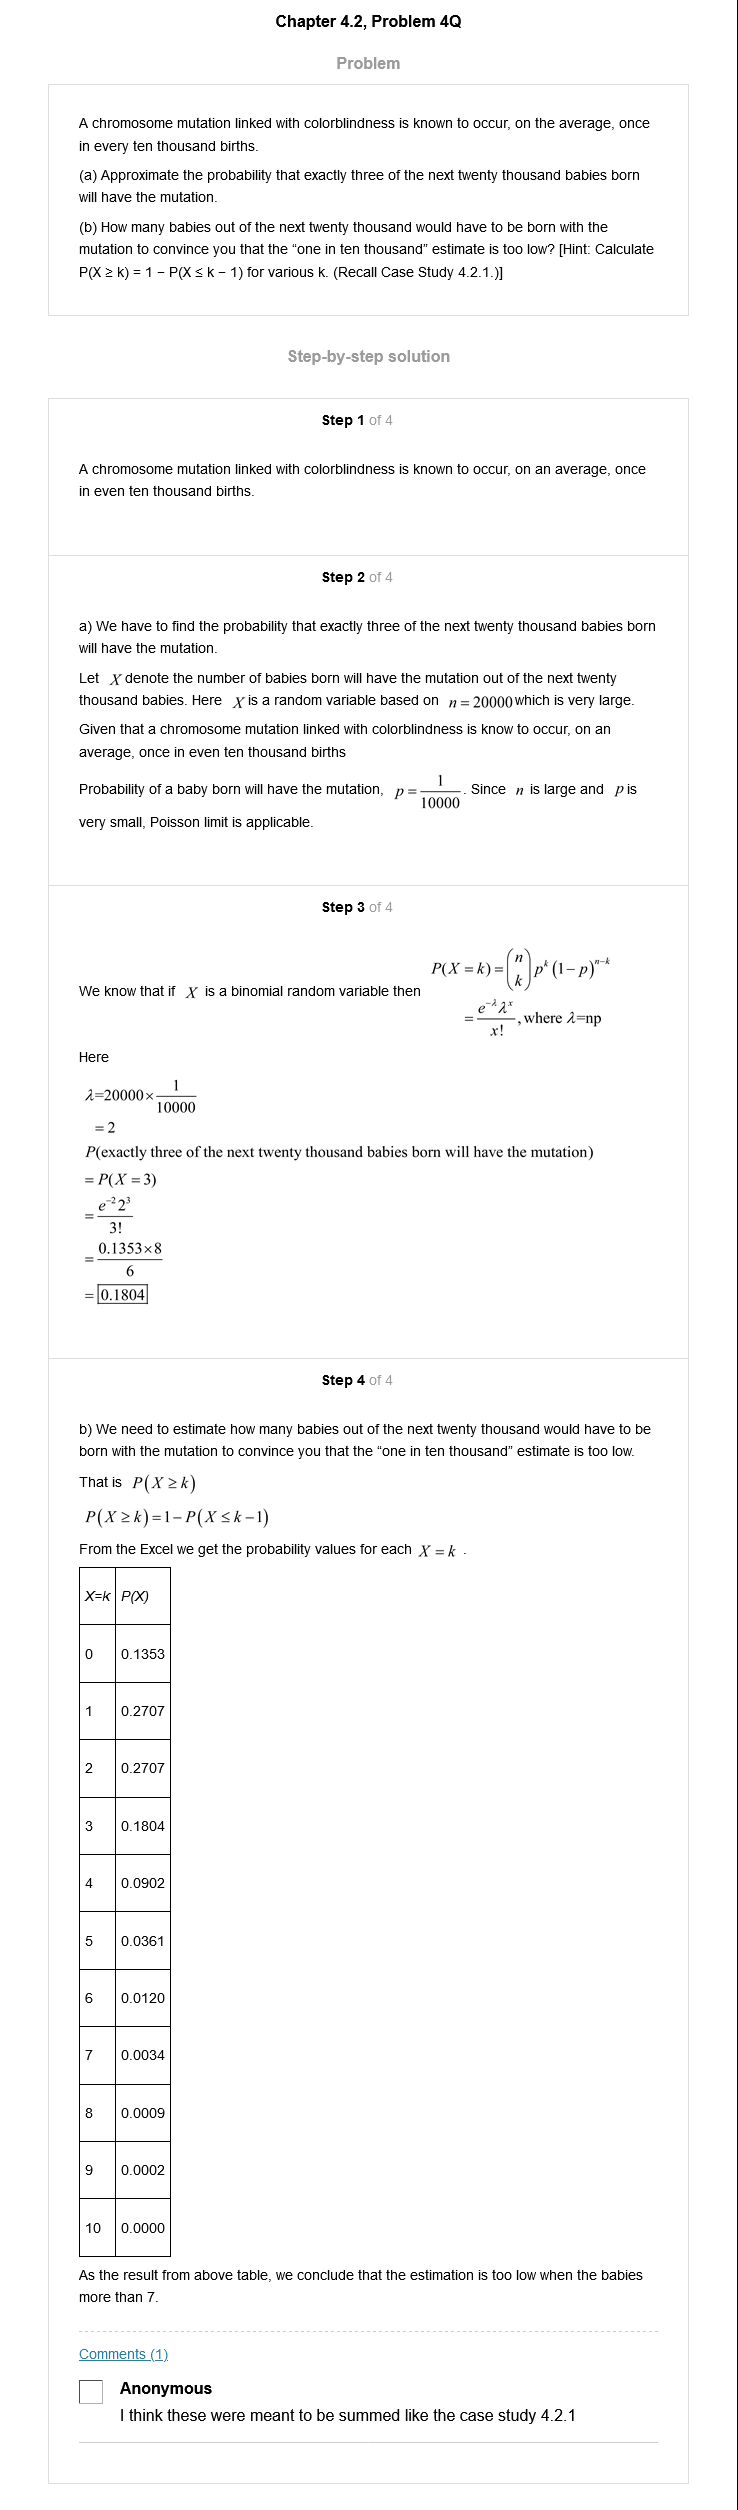 Chapter 4.2, Problem 4Q
Problem
A chromosome mutation linked with colorblindness is known to occur, on the average, once
in every ten thousand births.
(a) Approximate the probability that exactly three of the next twenty thousand babies born
will have the mutation.
(b) How many babies out of the next twenty thousand would have to be born with the
mutation to convince you that the “one in ten thousand” estimate is too low? [Hint: Calculate
P(X ≥ k) = 1 − P(X ≤ k − 1) for various k. (Recall Case Study 4.2.1.)]
Step-by-step solution
Step 1 of 4
A chromosome mutation linked with colorblindness is known to occur, on an average, once
in even ten thousand births.
Step 2 of 4
a) We have to find the probability that exactly three of the next twenty thousand babies born
will have the mutation.
Let X denote the number of babies born will have the mutation out of the next twenty
thousand babies. Here X is a random variable based on n = 20000 which is very large.
Given that a chromosome mutation linked with colorblindness is know to occur, on an
average, once in even ten thousand births
Probability of a baby born will have the mutation, p = 1/10000. Since n is large and p is
very small, Poisson limit is applicable.
Step 3 of 4
We know that if X is a binomial random variable then P(X = k) = (n k) p^k (1 − p)^(n−k)
= e^(−λ) λ^x / x!, where λ=np
Here
λ=20000 × 1/10000
= 2
P(exactly three of the next twenty thousand babies born will have the mutation)
= P(X = 3)
= e^(−2) 2^3 / 3!
= 0.1353×8 / 6
= 0.1804
Step 4 of 4
b) We need to estimate how many babies out of the next twenty thousand would have to be
born with the mutation to convince you that the “one in ten thousand” estimate is too low.
That is P(X ≥ k)
P(X ≥ k) = 1 − P(X ≤ k − 1)
From the Excel we get the probability values for each X = k .
X=k P(X)
0 0.1353
1 0.2707
2 0.2707
3 0.1804
4 0.0902
5 0.0361
6 0.0120
7 0.0034
8 0.0009
9 0.0002
10 0.0000
As the result from above table, we conclude that the estimation is too low when the babies
more than 7.
Comments (1)
Anonymous
I think these were meant to be summed like the case study 4.2.1